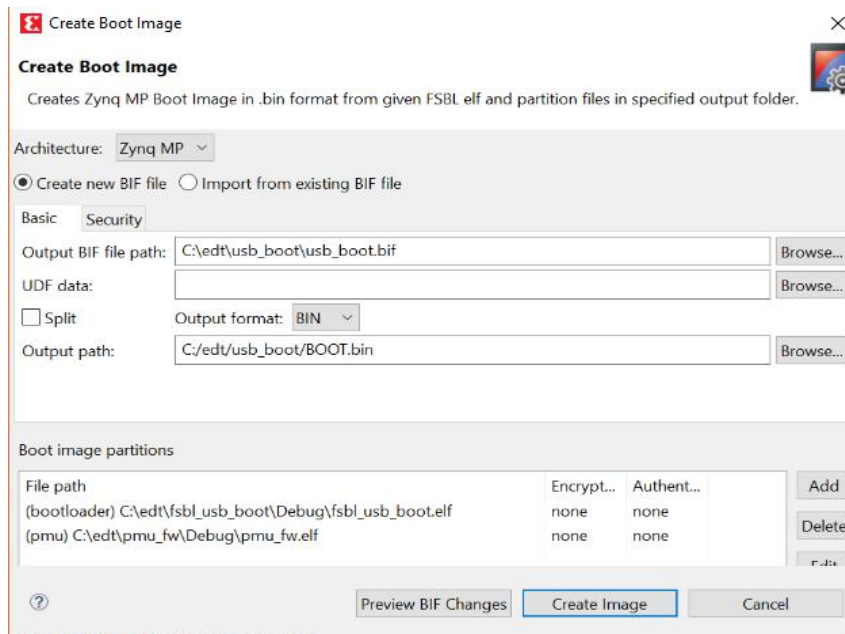 Create Boot Image
Create Boot Image
Creates Zynq MP Boot Image in .bin format from given FSBL elf and partition files in specified output folder.
Architecture: Zynq MP
Create new BIF file Import from existing BIF file
Basic Security
Output BIF file path: C:\edt\usb_boot\usb_boot.bif Browse...
UDF data: Browse...
Split Output format: BIN
Output path: C:/edt/usb_boot/BOOT.bin Browse...
Boot image partitions
File path Encrypt... Authent... Add
(bootloader) C:\edt\fsbl_usb_boot\Debug\fsbl_usb_boot.elf none none
(pmu) C:\edt\pmu_fw\Debug\pmu_fw.elf none none Delete
Edit
? Preview BIF Changes Create Image Cancel